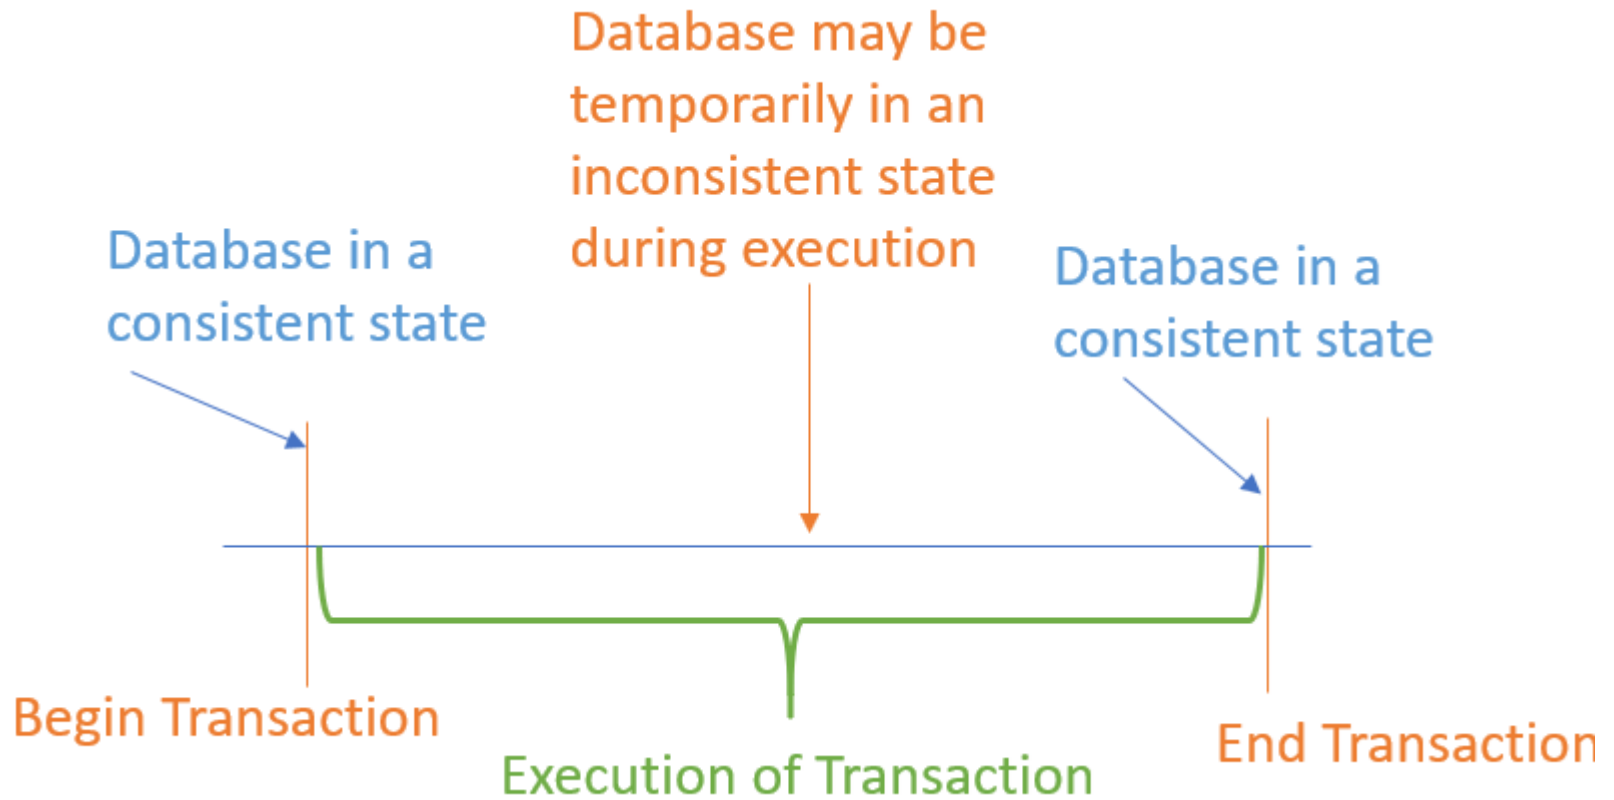 Database may be
temporarily in an
inconsistent state
during execution
Database in a
consistent state
Database in a
consistent state
Begin Transaction
End Transaction
Execution of Transaction